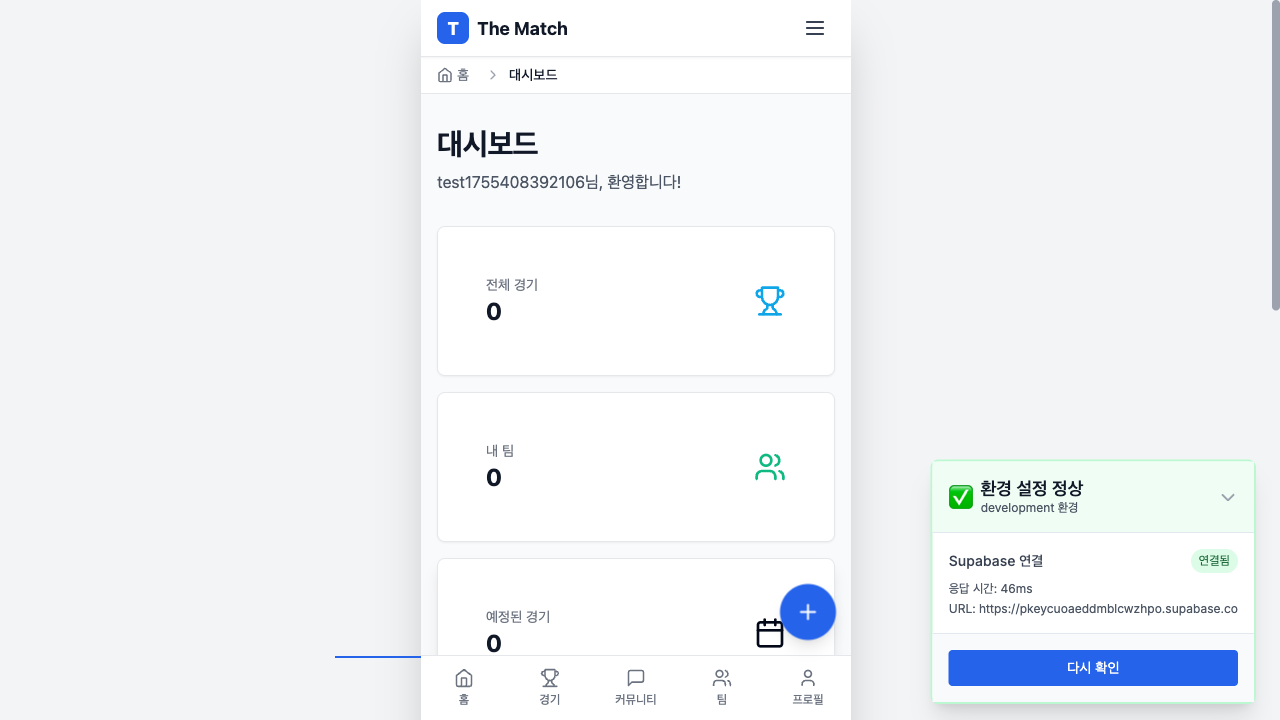 T The Match
홈 대시보드
대시보드
test1755408392106님, 환영합니다!
전체 경기
0
내 팀
0
예정된 경기
0
홈 경기 커뮤니티 팀 프로필
환경 설정 정상
development 환경
Supabase 연결 연결됨
응답 시간: 46ms
URL: https://pkeycuoaeddmblcwzhpo.supabase.co
다시 확인